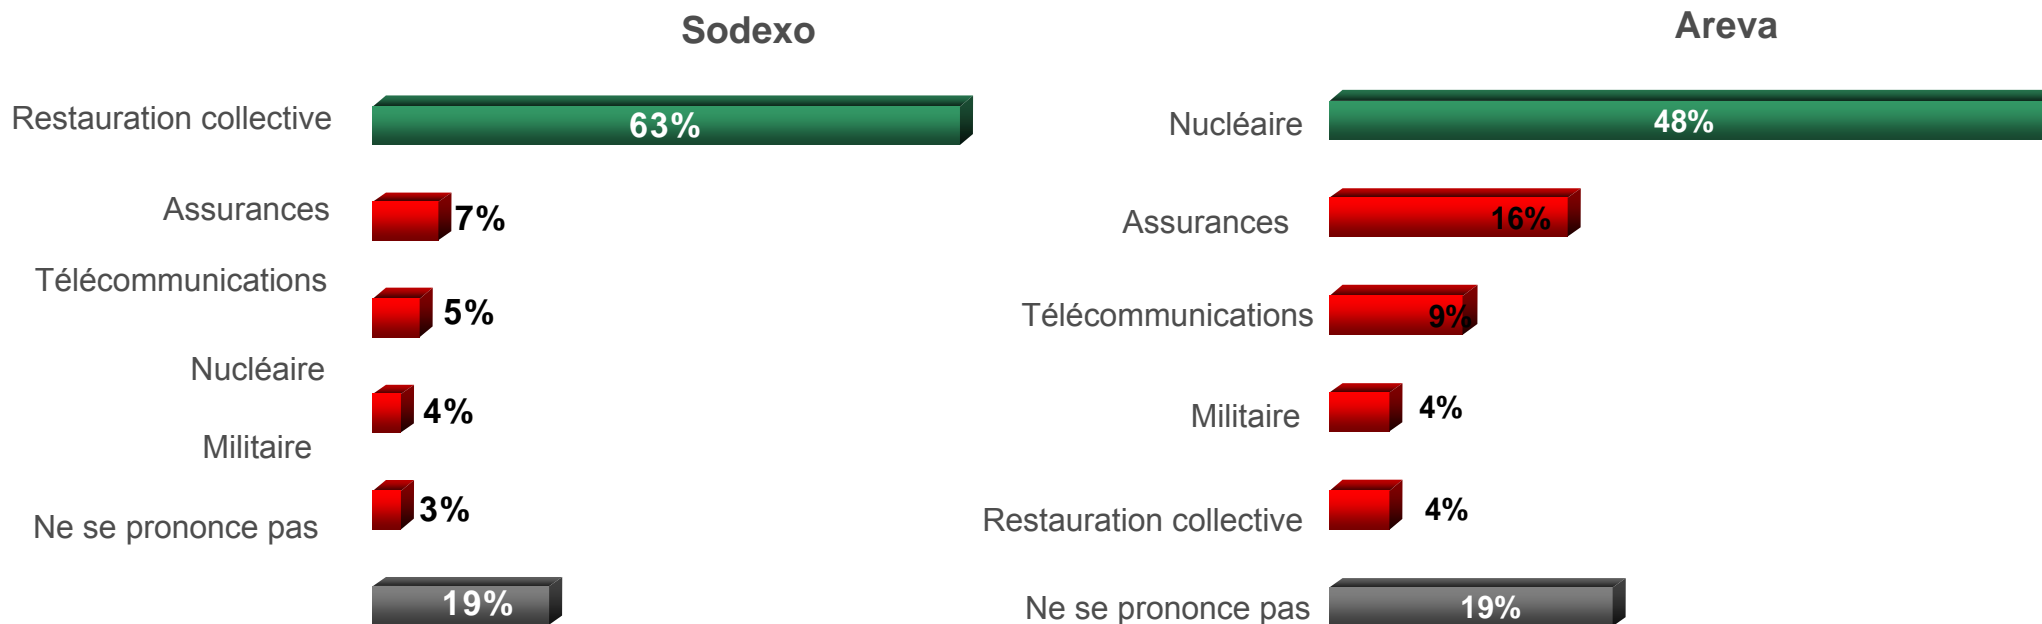 Sodexo
Restauration collective
63%
Assurances
7%
Télécommunications
5%
Nucléaire
4%
Militaire
3%
Ne se prononce pas
19%
Areva
Nucléaire
48%
Assurances
16%
Télécommunications
9%
Militaire
4%
Restauration collective
4%
Ne se prononce pas
19%